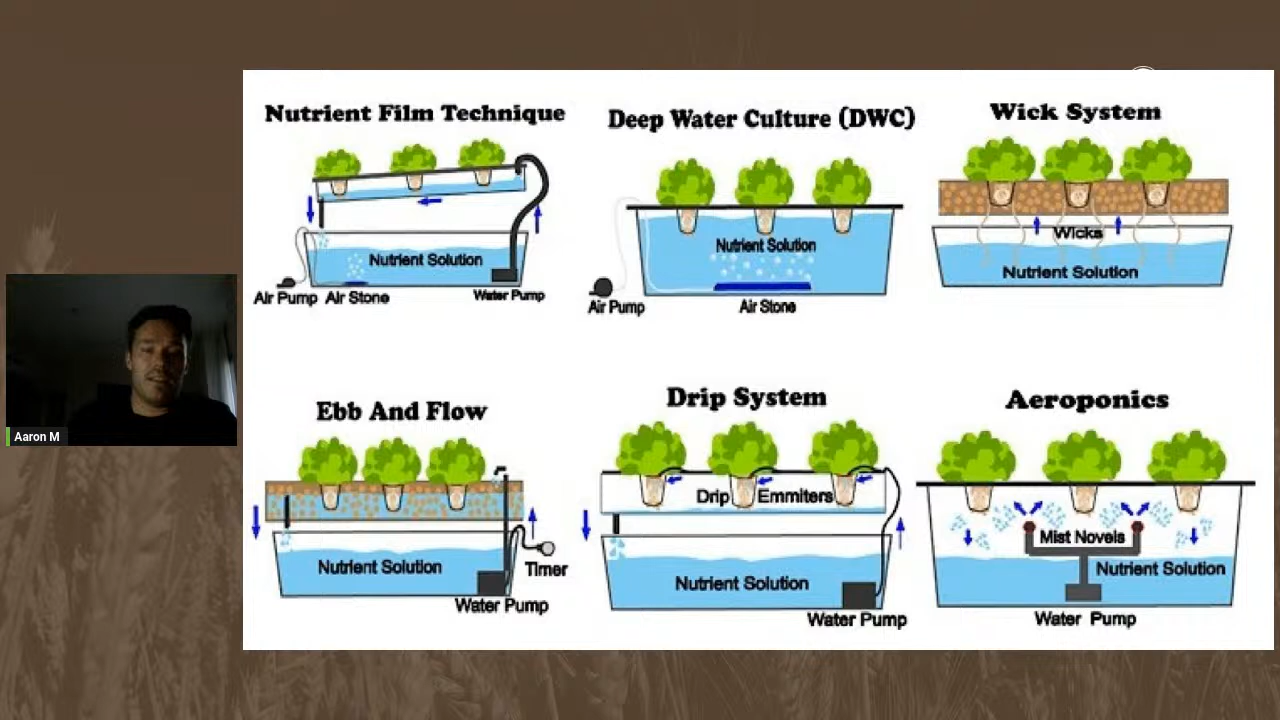 Nutrient Film Technique
Nutrient Solution
Air Pump
Air Stone
Water Pump
Deep Water Culture (DWC)
Nutrient Solution
Air Pump
Air Stone
Wick System
Wicks
Nutrient Solution
Aaron M
Ebb And Flow
Nutrient Solution
Timer
Water Pump
Drip System
Drip Emmiters
Nutrient Solution
Water Pump
Aeroponics
Mist Novels
Nutrient Solution
Water Pump